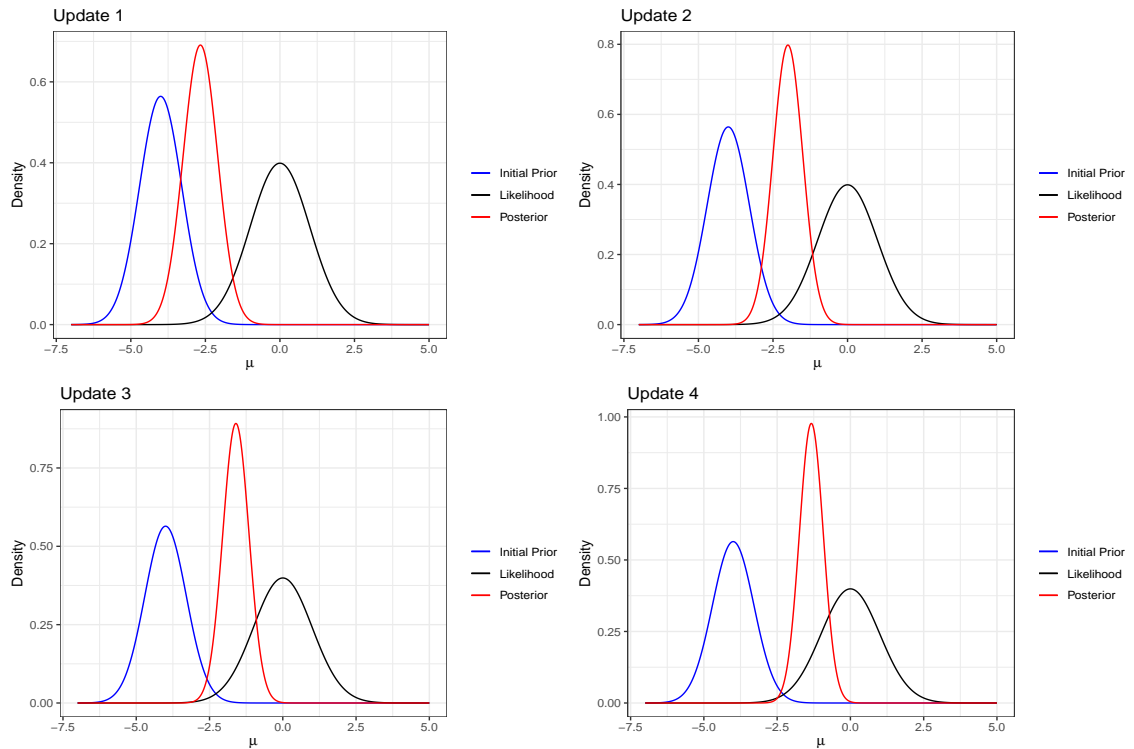 Update 1
Density
0.6
0.4
0.2
0.0
−7.5 −5.0 −2.5 0.0 2.5 5.0
μ
Initial Prior
Likelihood
Posterior
Update 2
Density
0.8
0.6
0.4
0.2
0.0
−7.5 −5.0 −2.5 0.0 2.5 5.0
μ
Initial Prior
Likelihood
Posterior
Update 3
Density
0.75
0.50
0.25
0.00
−7.5 −5.0 −2.5 0.0 2.5 5.0
μ
Initial Prior
Likelihood
Posterior
Update 4
Density
1.00
0.75
0.50
0.25
0.00
−7.5 −5.0 −2.5 0.0 2.5 5.0
μ
Initial Prior
Likelihood
Posterior